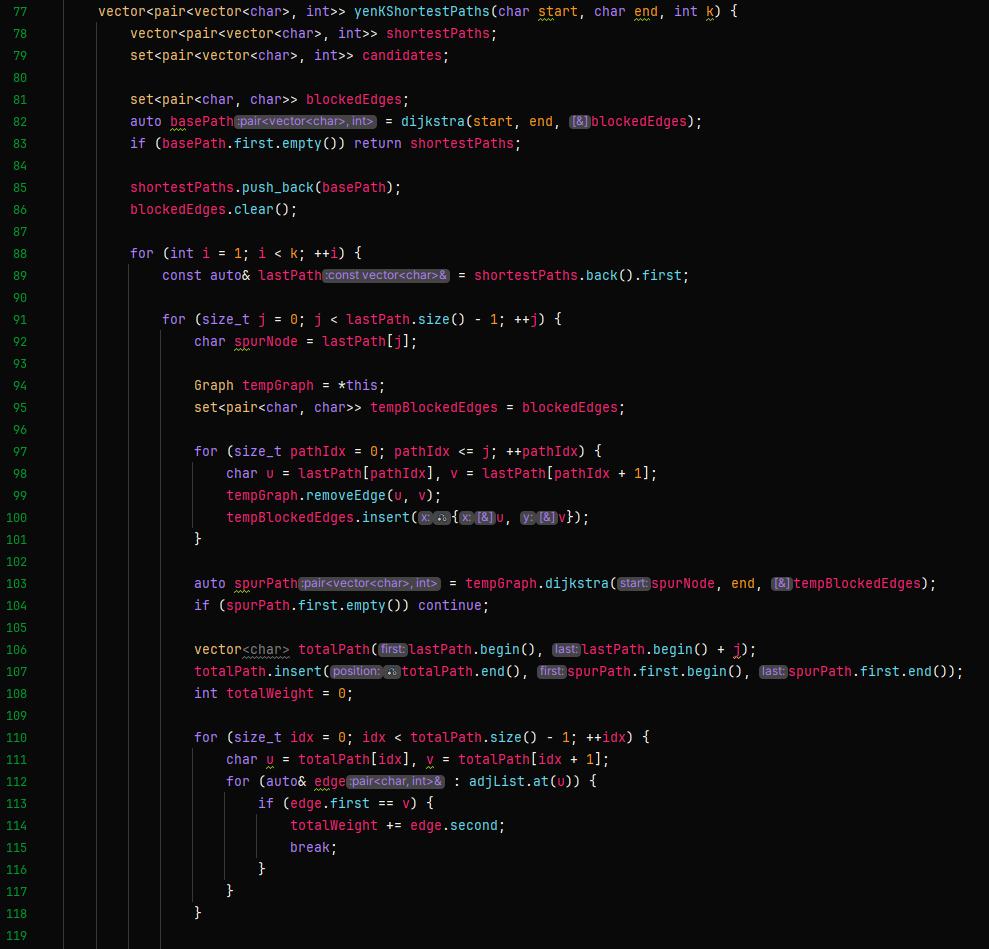 77 vector<pair<vector<char>, int>> yenKShortestPaths(char start, char end, int k) {
78 vector<pair<vector<char>, int>> shortestPaths;
79 set<pair<vector<char>, int>> candidates;
80
81 set<pair<char, char>> blockedEdges;
82 auto basePath :pair<vector<char>, int> = dijkstra(start, end, [&]blockedEdges);
83 if (basePath.first.empty()) return shortestPaths;
84
85 shortestPaths.push_back(basePath);
86 blockedEdges.clear();
87
88 for (int i = 1; i < k; ++i) {
89 const auto& lastPath :const vector<char>& = shortestPaths.back().first;
90
91 for (size_t j = 0; j < lastPath.size() - 1; ++j) {
92 char spurNode = lastPath[j];
93
94 Graph tempGraph = *this;
95 set<pair<char, char>> tempBlockedEdges = blockedEdges;
96
97 for (size_t pathIdx = 0; pathIdx <= j; ++pathIdx) {
98 char u = lastPath[pathIdx], v = lastPath[pathIdx + 1];
99 tempGraph.removeEdge(u, v);
100 tempBlockedEdges.insert(x: {x: [&]u, y: [&]v});
101 }
102
103 auto spurPath :pair<vector<char>, int> = tempGraph.dijkstra(start: spurNode, end, [&]tempBlockedEdges);
104 if (spurPath.first.empty()) continue;
105
106 vector<char> totalPath(first: lastPath.begin(), last: lastPath.begin() + j);
107 totalPath.insert(position: totalPath.end(), first: spurPath.first.begin(), last: spurPath.first.end());
108 int totalWeight = 0;
109
110 for (size_t idx = 0; idx < totalPath.size() - 1; ++idx) {
111 char u = totalPath[idx], v = totalPath[idx + 1];
112 for (auto& edge :pair<char, int>& : adjList.at(u)) {
113 if (edge.first == v) {
114 totalWeight += edge.second;
115 break;
116 }
117 }
118 }
119